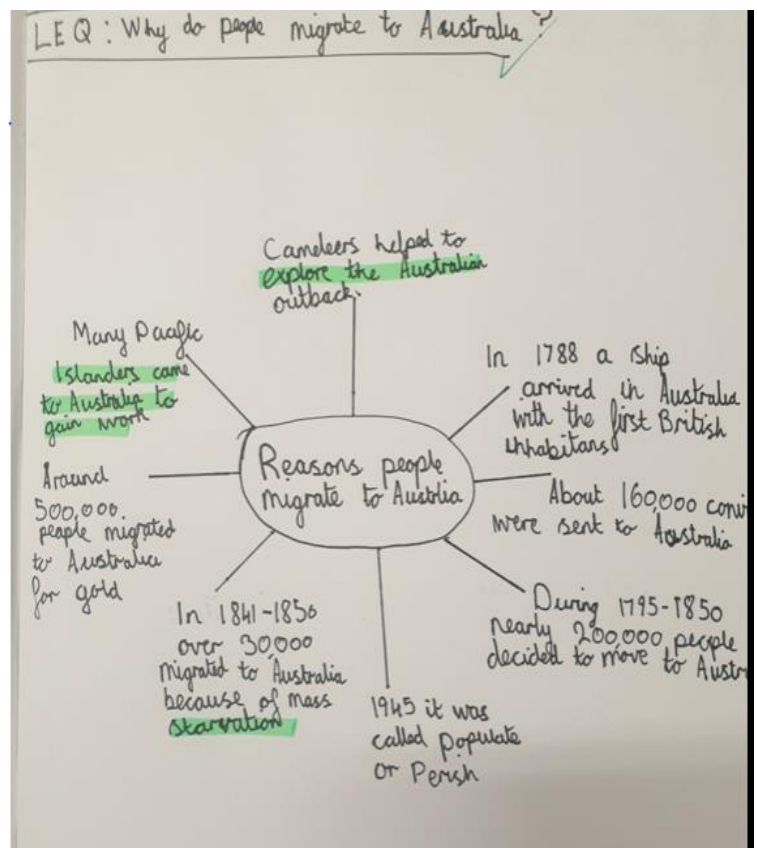 LEQ: Why do people migrate to Australia?
Cameleers helped to
explore the Australian
outback.
Many Pacific
Islanders came
to Australia to
gain work
In 1788 a ship
arrived in Australia
with the first British
inhabitans
Reasons people
migrate to Austrlia
Around
500,000.
people migrated
to Australia
for gold
About 160,000 convi
were sent to Australia
In 1841-1850
over 30,000
migrated to Australia
because of mass
starvation
During 1795-1850
nearly 200,000 people
decided to move to Austr
1945 it was
called Populate
or Perish